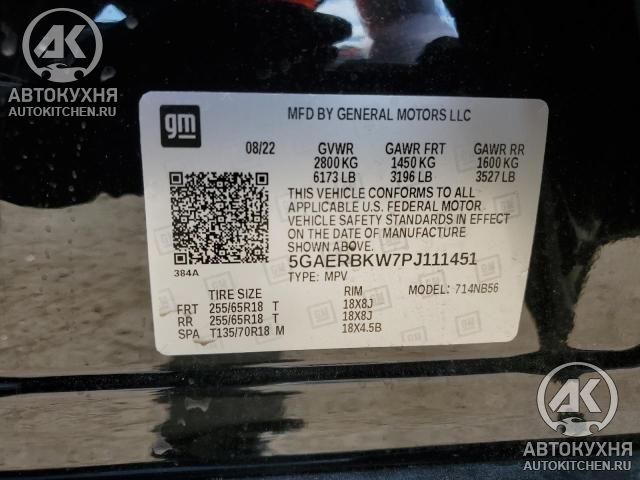 AK
АВТОКУХНЯ
AUTOKITCHEN.RU
gm
MFD BY GENERAL MOTORS LLC
08/22 GVWR GAWR FRT GAWR RR
2800 KG 1450 KG 1600 KG
6173 LB 3196 LB 3527 LB
THIS VEHICLE CONFORMS TO ALL
APPLICABLE U.S. FEDERAL MOTOR
VEHICLE SAFETY STANDARDS IN EFFECT
ON THE DATE OF MANUFACTURE
SHOWN ABOVE.
384A
5GAERBKW7PJ111451
TYPE: MPV
TIRE SIZE RIM MODEL: 714NB56
FRT 255/65R18 T 18X8J
RR 255/65R18 T 18X8J
SPA T135/70R18 M 18X4.5B
AK
АВТОКУХНЯ
AUTOKITCHEN.RU